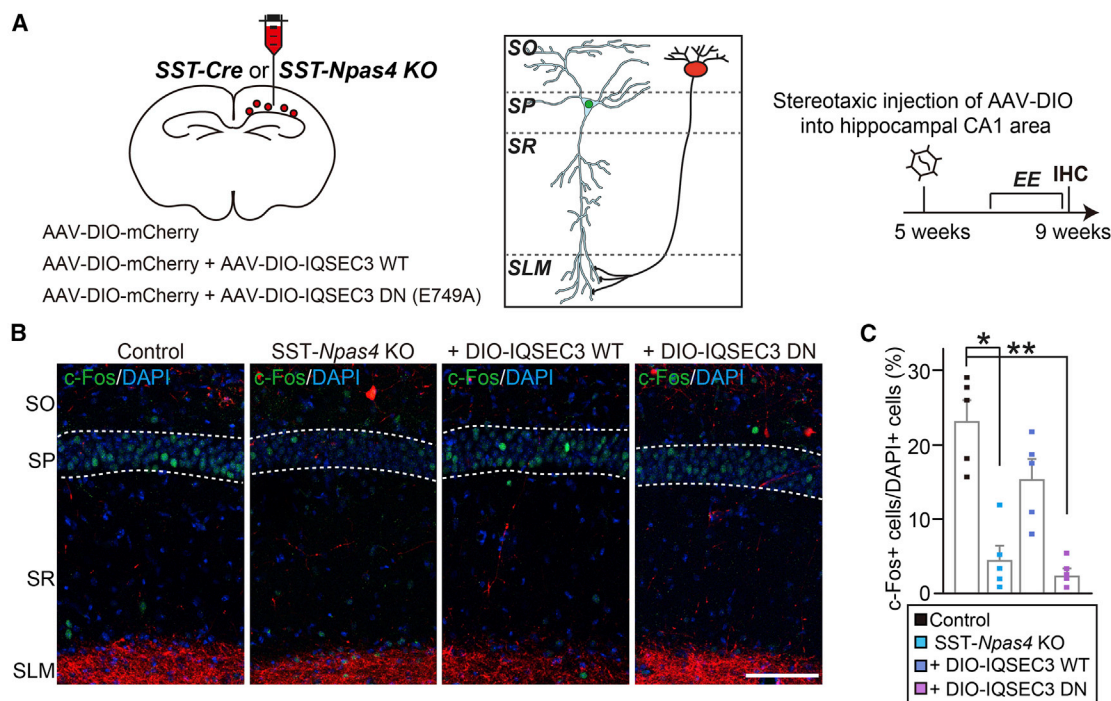 A
SST-Cre or SST-Npas4 KO
AAV-DIO-mCherry
AAV-DIO-mCherry + AAV-DIO-IQSEC3 WT
AAV-DIO-mCherry + AAV-DIO-IQSEC3 DN (E749A)
SO
SP
SR
SLM
Stereotaxic injection of AAV-DIO
into hippocampal CA1 area
EE
IHC
5 weeks
9 weeks
B
Control
SST-Npas4 KO
+ DIO-IQSEC3 WT
+ DIO-IQSEC3 DN
c-Fos/DAPI
c-Fos/DAPI
c-Fos/DAPI
c-Fos/DAPI
SO
SP
SR
SLM
C
c-Fos+ cells/DAPI+ cells (%)
30
20
10
0
*
**
Control
SST-Npas4 KO
+ DIO-IQSEC3 WT
+ DIO-IQSEC3 DN